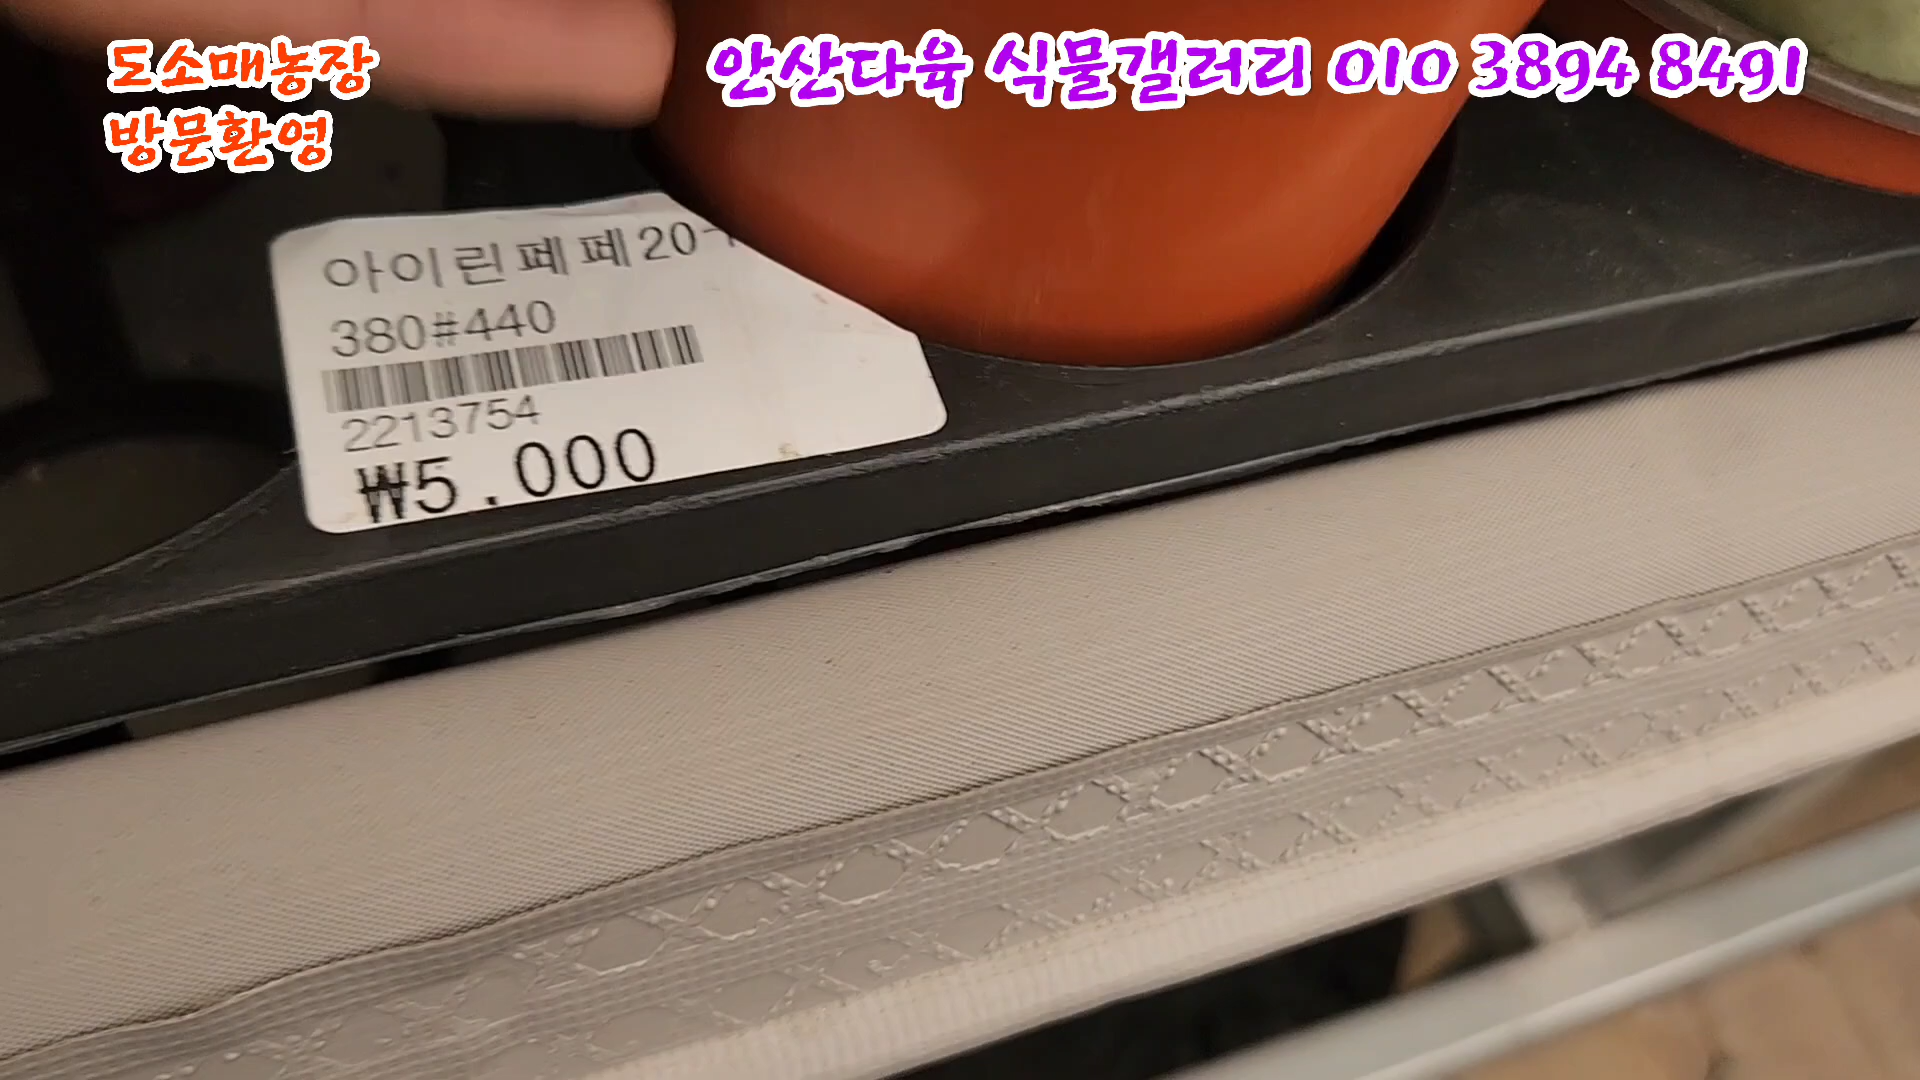 도소매농장
방문환영
안산다육 식물갤러리 010 3894 8491
아이린페페20
380#440
2213754
₩5.000